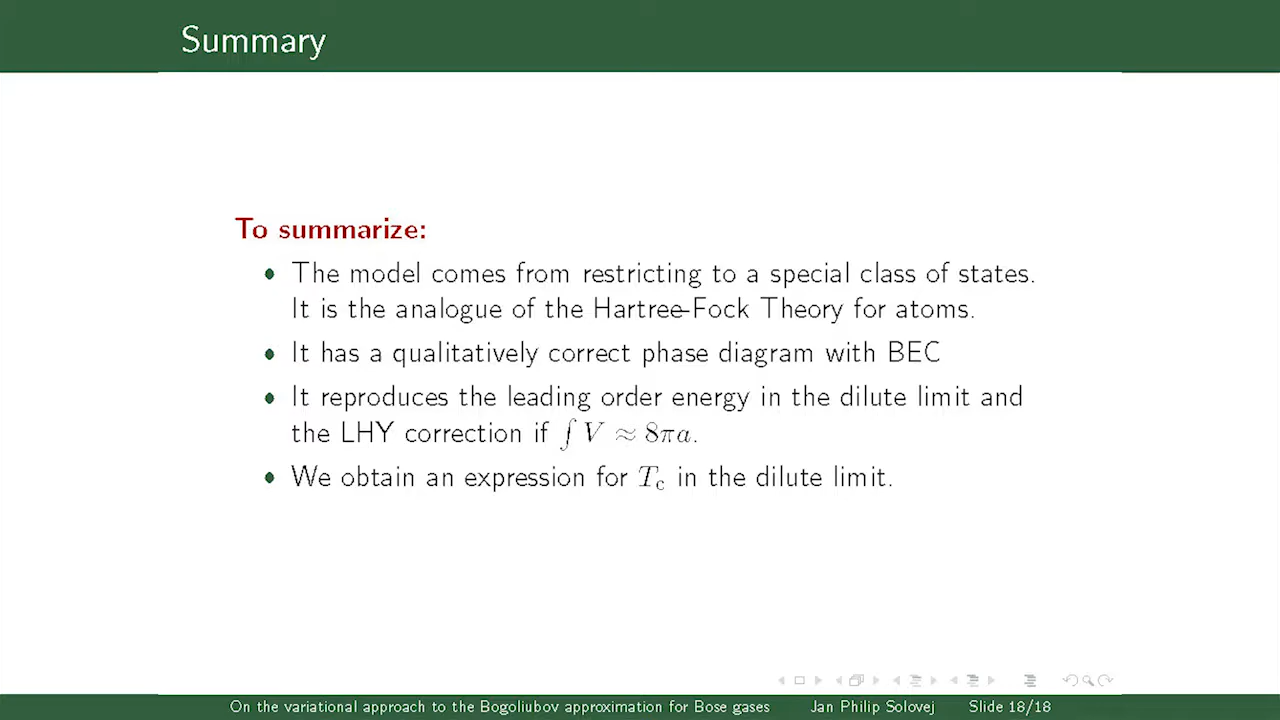 Summary
To summarize:
• The model comes from restricting to a special class of states.
It is the analogue of the Hartree–Fock Theory for atoms.
• It has a qualitatively correct phase diagram with BEC
• It reproduces the leading order energy in the dilute limit and
the LHY correction if ∫ V ≈ 8πa.
• We obtain an expression for T_c in the dilute limit.
On the variational approach to the Bogoliubov approximation for Bose gases Jan Philip Solovej Slide 18/18